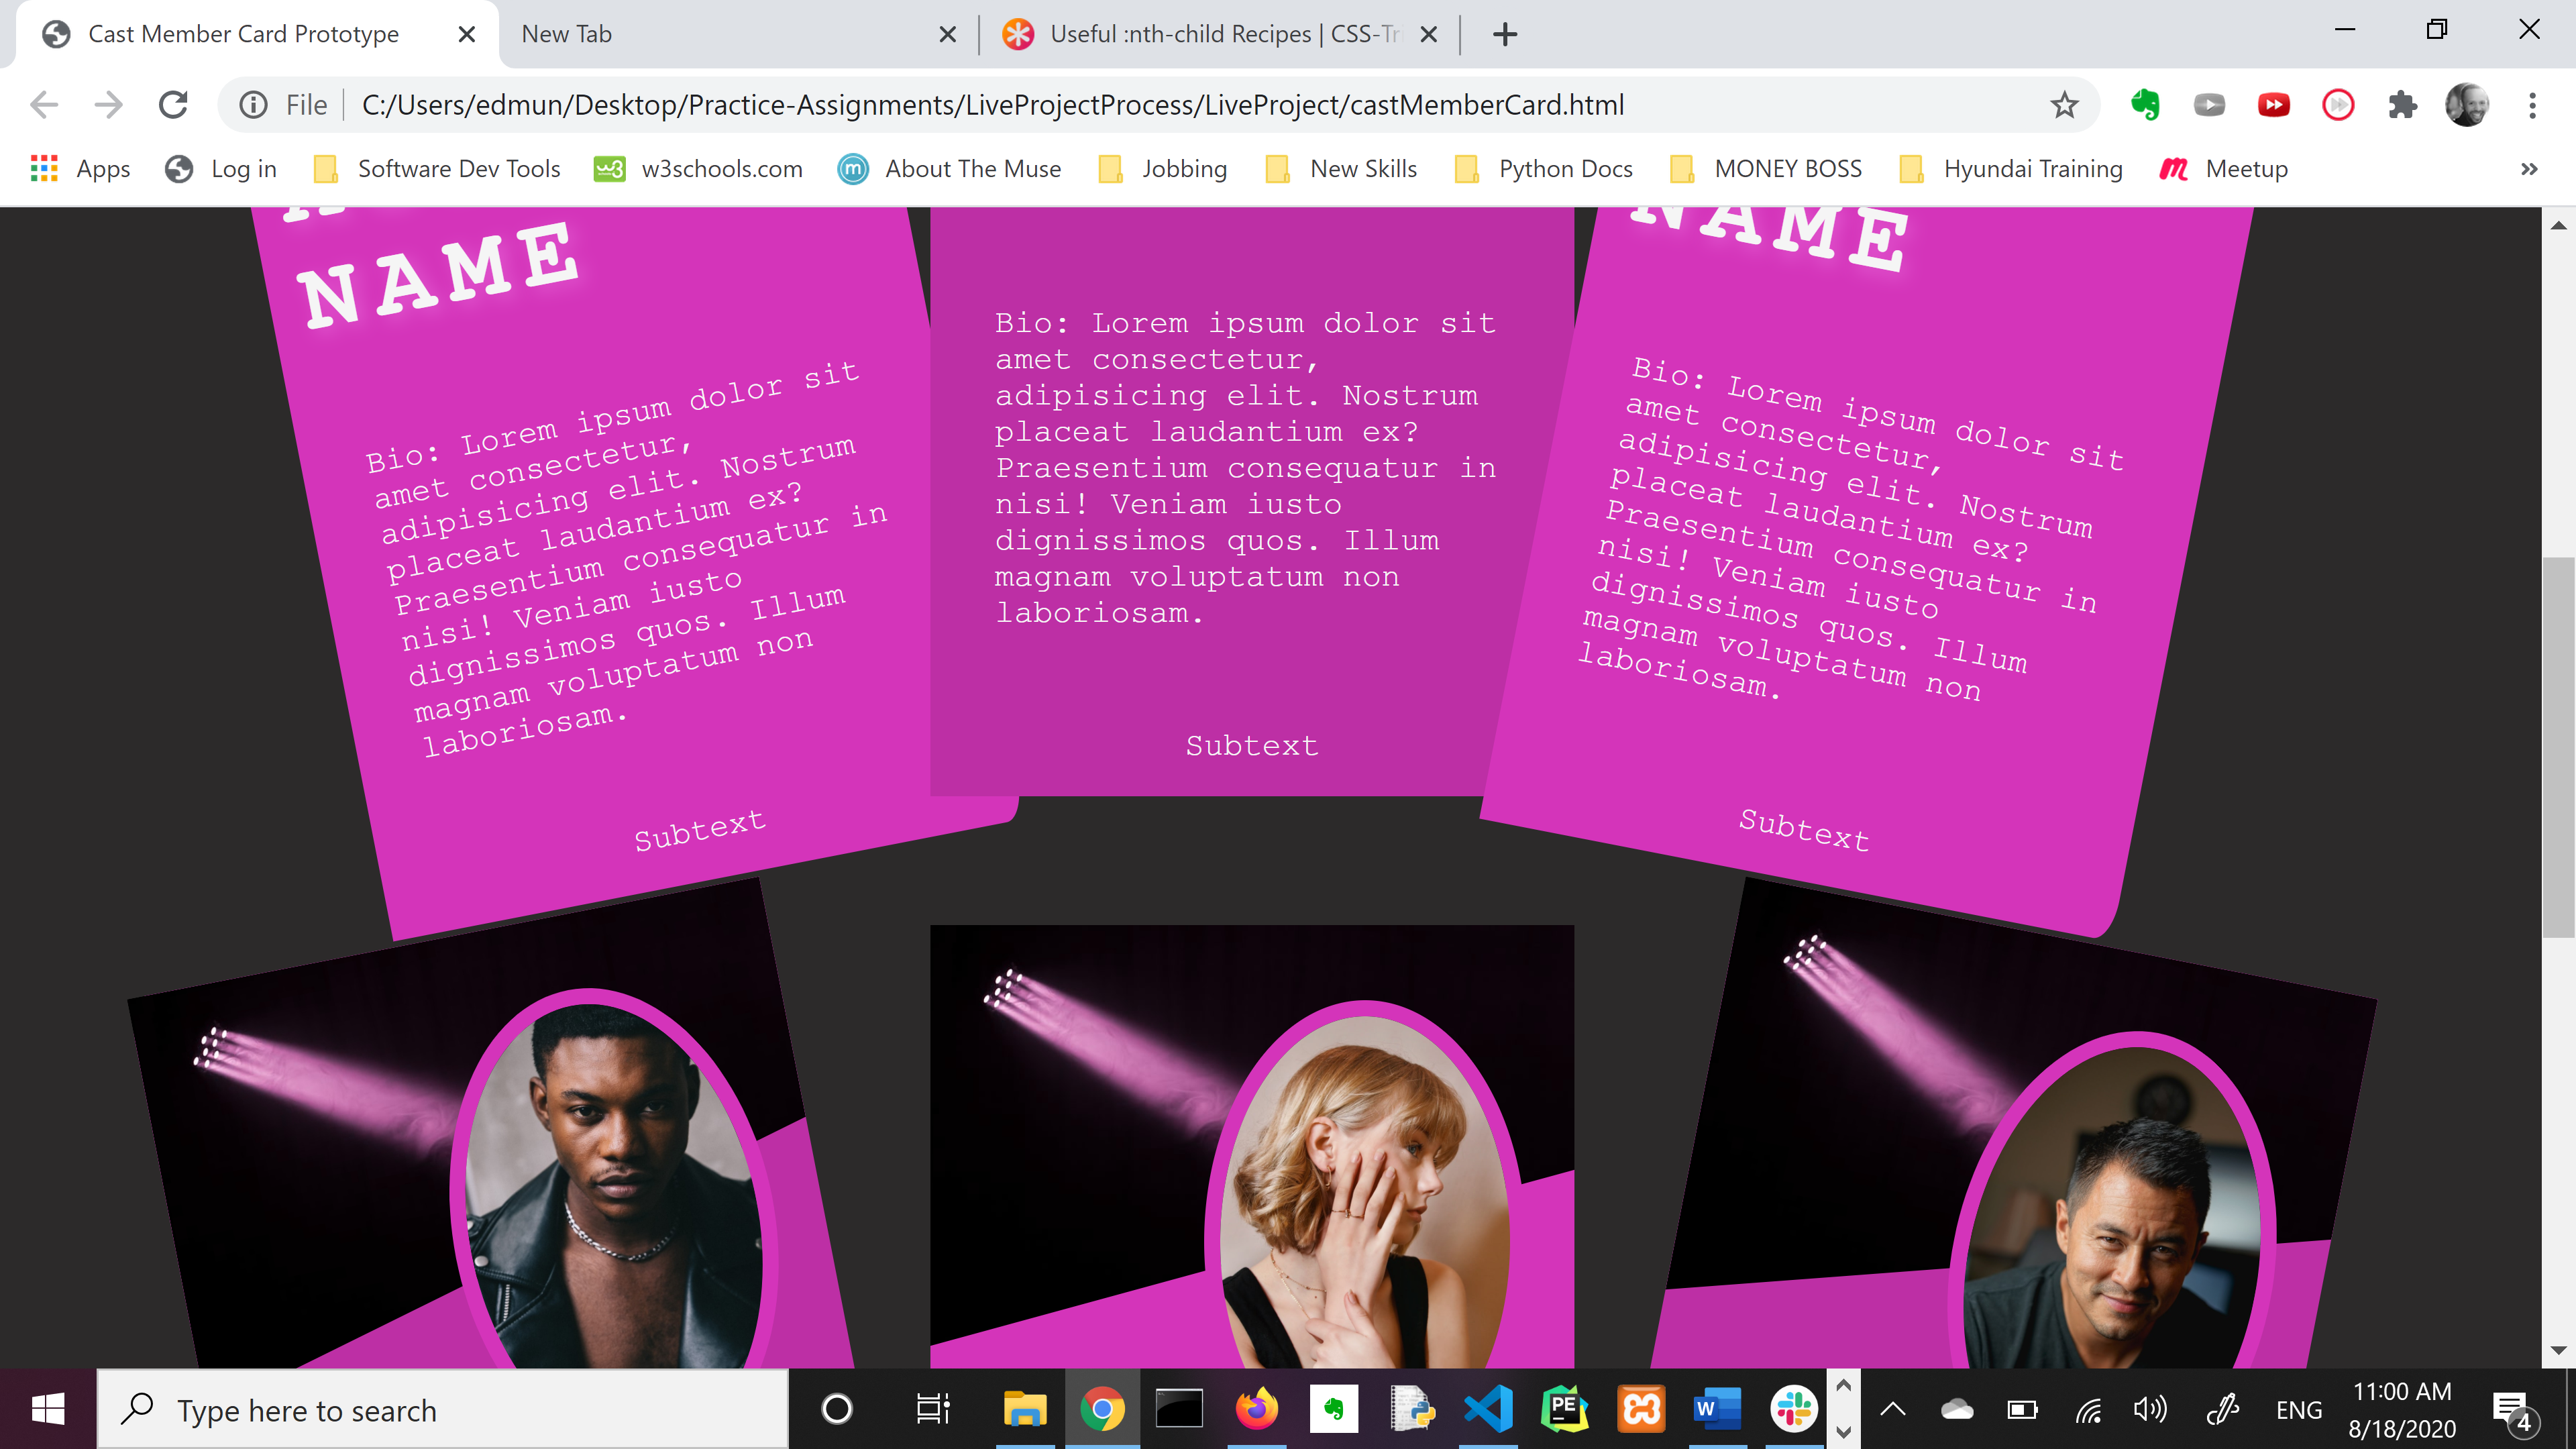 Cast Member Card Prototype
New Tab
Useful :nth-child Recipes | CSS-Tr
File
C:/Users/edmun/Desktop/Practice-Assignments/LiveProjectProcess/LiveProject/castMemberCard.html
Apps
Log in
Software Dev Tools
w3schools.com
About The Muse
Jobbing
New Skills
Python Docs
MONEY BOSS
Hyundai Training
Meetup
NAME
Bio: Lorem ipsum dolor sit
amet consectetur,
adipisicing elit. Nostrum
placeat laudantium ex?
Praesentium consequatur in
nisi! Veniam iusto
dignissimos quos. Illum
magnam voluptatum non
laboriosam.
Subtext
Bio: Lorem ipsum dolor sit
amet consectetur,
adipisicing elit. Nostrum
placeat laudantium ex?
Praesentium consequatur in
nisi! Veniam iusto
dignissimos quos. Illum
magnam voluptatum non
laboriosam.
Subtext
NAME
Bio: Lorem ipsum dolor sit
amet consectetur,
adipisicing elit. Nostrum
placeat laudantium ex?
Praesentium consequatur in
nisi! Veniam iusto
dignissimos quos. Illum
magnam voluptatum non
laboriosam.
Subtext
Type here to search
ENG
11:00 AM
8/18/2020
4